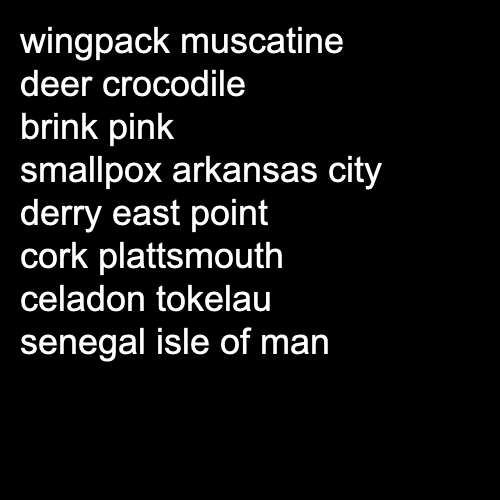 wingpack muscatine
deer crocodile
brink pink
smallpox arkansas city
derry east point
cork plattsmouth
celadon tokelau
senegal isle of man